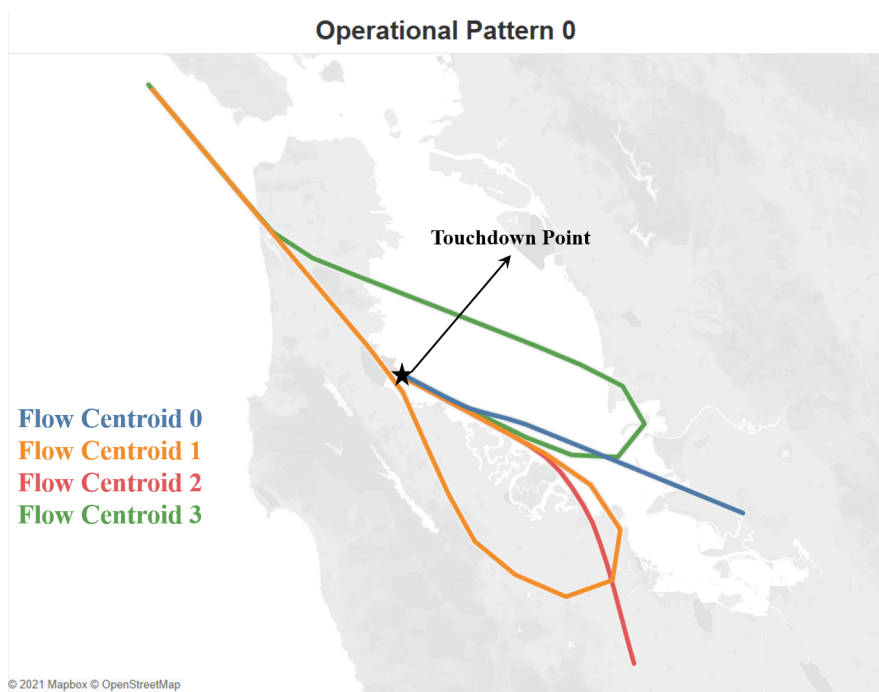 Operational Pattern 0
Touchdown Point
Flow Centroid 0
Flow Centroid 1
Flow Centroid 2
Flow Centroid 3
© 2021 Mapbox © OpenStreetMap